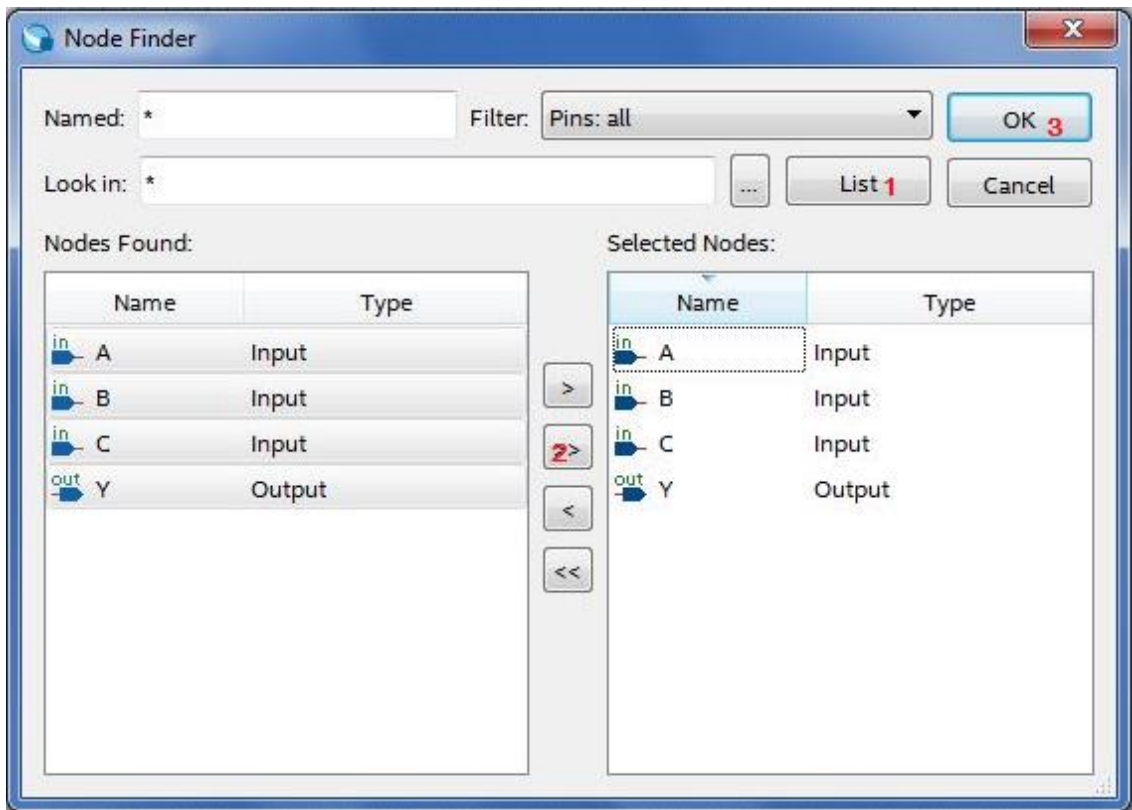 Node Finder
X
Named: * Filter: Pins: all OK 3
Look in: * ... List 1 Cancel
Nodes Found: Selected Nodes:
Name Type Name Type
in A Input in A Input
in B Input in B Input
in C Input in C Input
out Y Output out Y Output
>
2>
<
<<